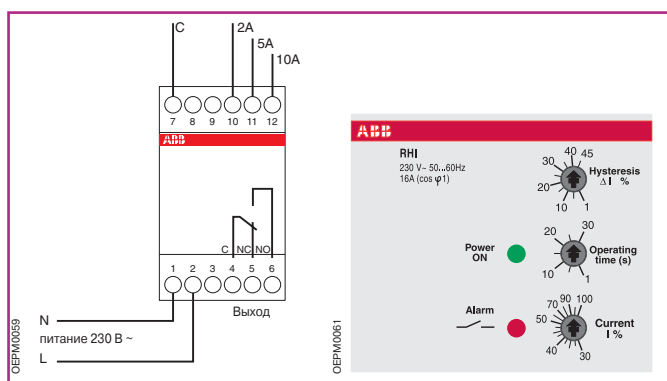 C
2A
5A
10A
7 8 9 10 11 12
ABB
C NC NO
1 2 3 4 5 6
Выход
N
питание 230 В ~
L
OEPM0059
ABB
RHI
230 V~ 50...60Hz
16A (cos φ1)
40 45
30
20
10 1
Hysteresis
Δ I %
Power
ON
20 30
10 1
Operating
time (s)
Alarm
70 90 100
50
40 30
Current
I %
OEPM0061